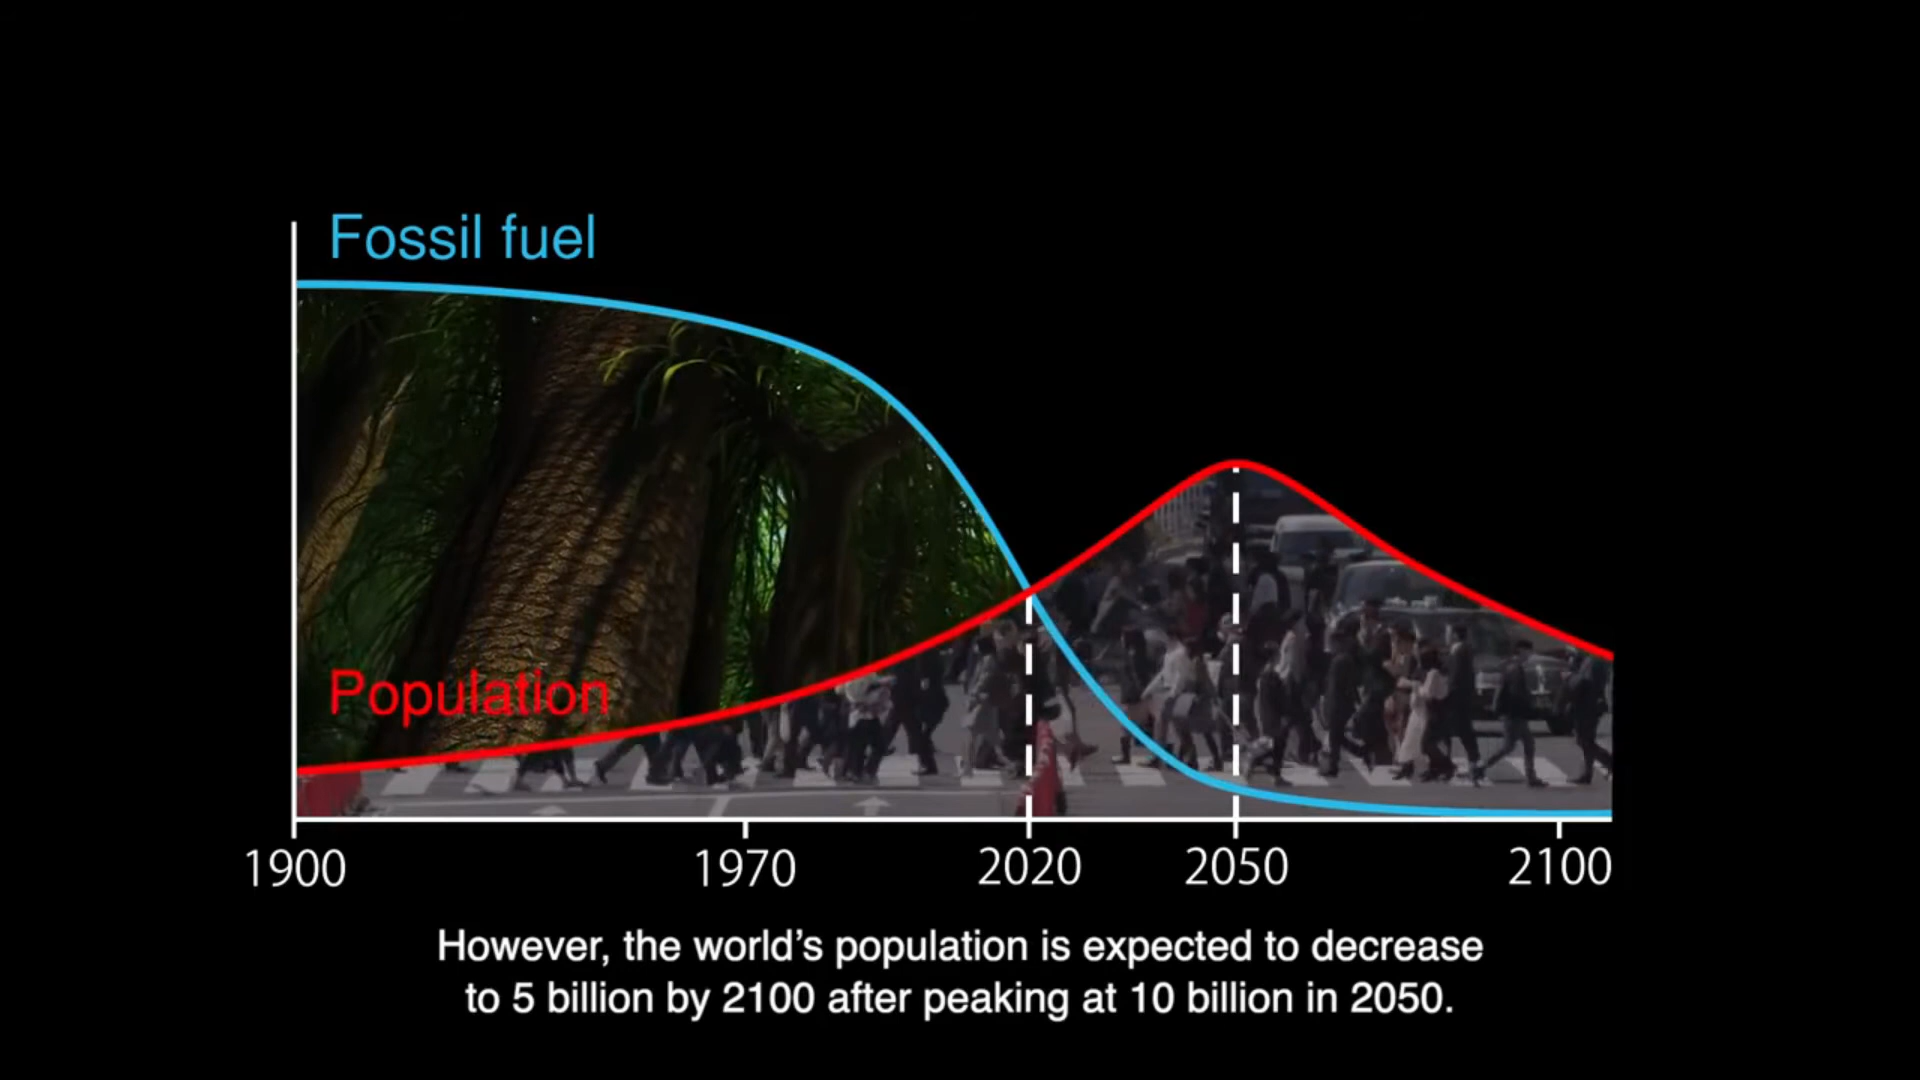 Fossil fuel
Population
1900 1970 2020 2050 2100
However, the world’s population is expected to decrease
to 5 billion by 2100 after peaking at 10 billion in 2050.